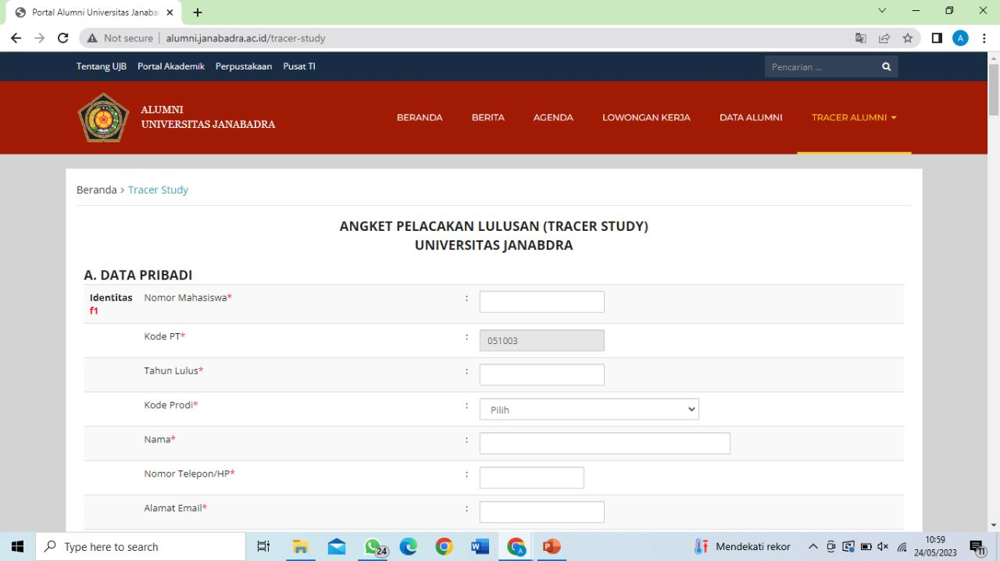 Portal Alumni Universitas Janaba
Not secure | alumni.janabadra.ac.id/tracer-study
A
Tentang UJB Portal Akademik Perpustakaan Pusat TI
Pencarian ...
ALUMNI
UNIVERSITAS JANABADRA
BERANDA BERITA AGENDA LOWONGAN KERJA DATA ALUMNI TRACER ALUMNI
Beranda > Tracer Study
ANGKET PELACAKAN LULUSAN (TRACER STUDY)
UNIVERSITAS JANABDRA
A. DATA PRIBADI
Identitas Nomor Mahasiswa* :
f1
Kode PT* : 051003
Tahun Lulus* :
Kode Prodi* : Pilih
Nama* :
Nomor Telepon/HP* :
Alamat Email* :
Type here to search
24
Mendekati rekor
10:59
24/05/2023
11